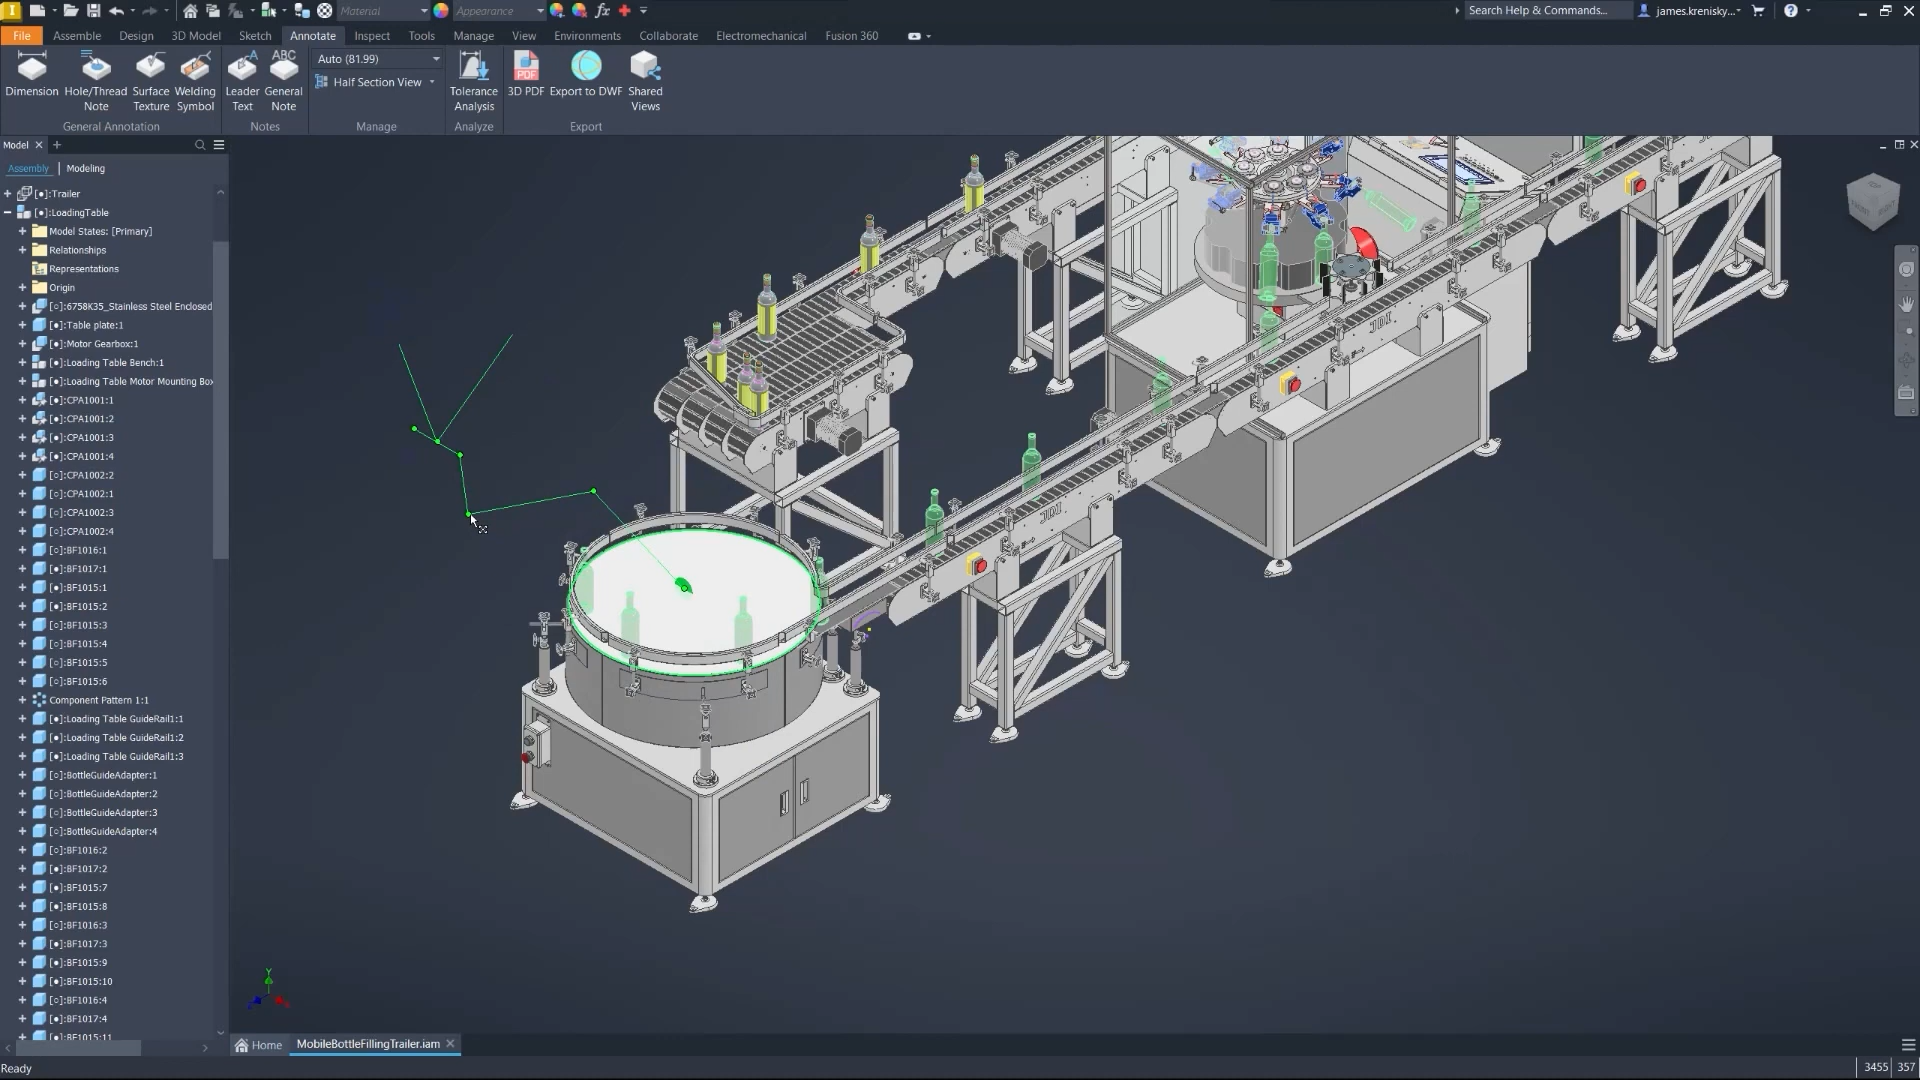 Material
Appearance
fx
Search Help & Commands...
james.krenisky...
File
Assembly
Design
3D Model
Sketch
Annotate
Inspect
Tools
Manage
View
Environments
Collaborate
Electromechanical
Fusion 360
Dimension
Hole/Thread
Note
Surface
Texture
Welding
Symbol
General Annotation
ABC
Leader
Text
General
Note
Notes
Auto (81.99)
Half Section View
Manage
Tolerance
Analysis
Analyze
PDF
3D PDF
Export to DWF
Shared
Views
Export
Model
Assembly
Modeling
[●]:Trailer
[●]:LoadingTable
Model States: [Primary]
Relationships
Representations
Origin
[○]:6758K35_Stainless Steel Enclosed
[●]:Table plate:1
[●]:Motor Gearbox:1
[●]:Loading Table Bench:1
[●]:Loading Table Motor Mounting Box
[○]:CPA1001:1
[○]:CPA1001:2
[○]:CPA1001:3
[●]:CPA1001:4
[○]:CPA1002:2
[○]:CPA1002:1
[○]:CPA1002:3
[○]:CPA1002:4
[●]:BF1016:1
[●]:BF1017:1
[●]:BF1015:1
[●]:BF1015:2
[●]:BF1015:3
[●]:BF1015:4
[●]:BF1015:5
[●]:BF1015:6
Component Pattern 1:1
[●]:Loading Table GuideRail1:1
[●]:Loading Table GuideRail1:2
[●]:Loading Table GuideRail1:3
[○]:BottleGuideAdapter:1
[○]:BottleGuideAdapter:2
[○]:BottleGuideAdapter:3
[○]:BottleGuideAdapter:4
[○]:BF1016:2
[●]:BF1017:2
[●]:BF1015:7
[●]:BF1015:8
[○]:BF1016:3
[●]:BF1017:3
[●]:BF1015:9
[●]:BF1015:10
[○]:BF1016:4
[●]:BF1017:4
[●]:BF1015:11
JDI
JDI
Y
Home
MobileBottleFillingTrailer.iam
Ready
3455
357